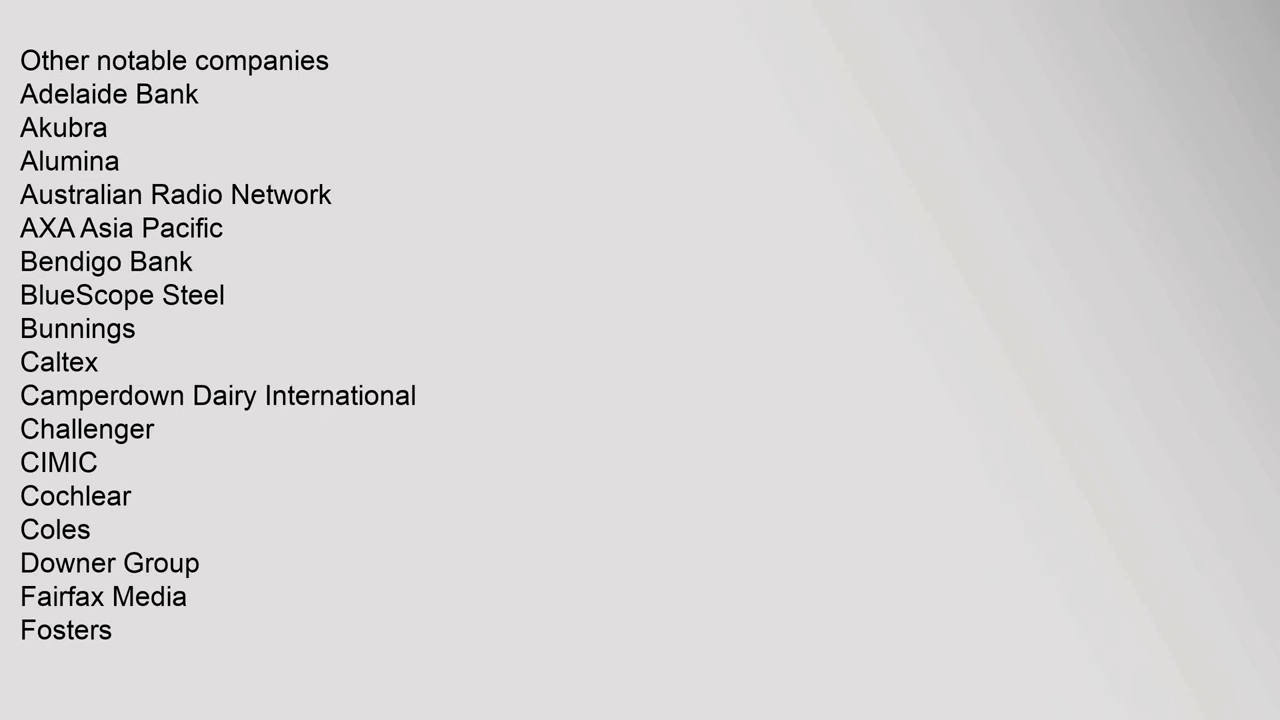 Other notable companies
Adelaide Bank
Akubra
Alumina
Australian Radio Network
AXA Asia Pacific
Bendigo Bank
BlueScope Steel
Bunnings
Caltex
Camperdown Dairy International
Challenger
CIMIC
Cochlear
Coles
Downer Group
Fairfax Media
Fosters